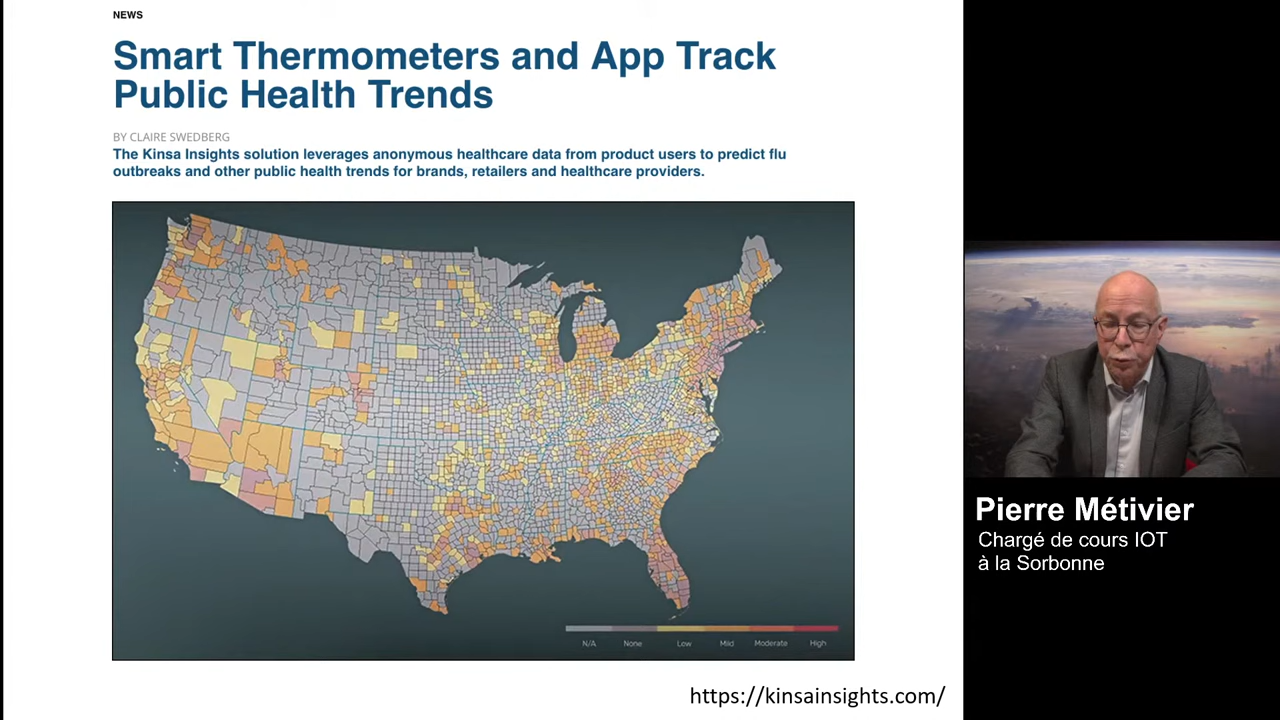 NEWS
Smart Thermometers and App Track
Public Health Trends
BY CLAIRE SWEDBERG
The Kinsa Insights solution leverages anonymous healthcare data from product users to predict flu
outbreaks and other public health trends for brands, retailers and healthcare providers.
N/A None Low Mild Moderate High
https://kinsainsights.com/
Pierre Métivier
Chargé de cours IOT
à la Sorbonne